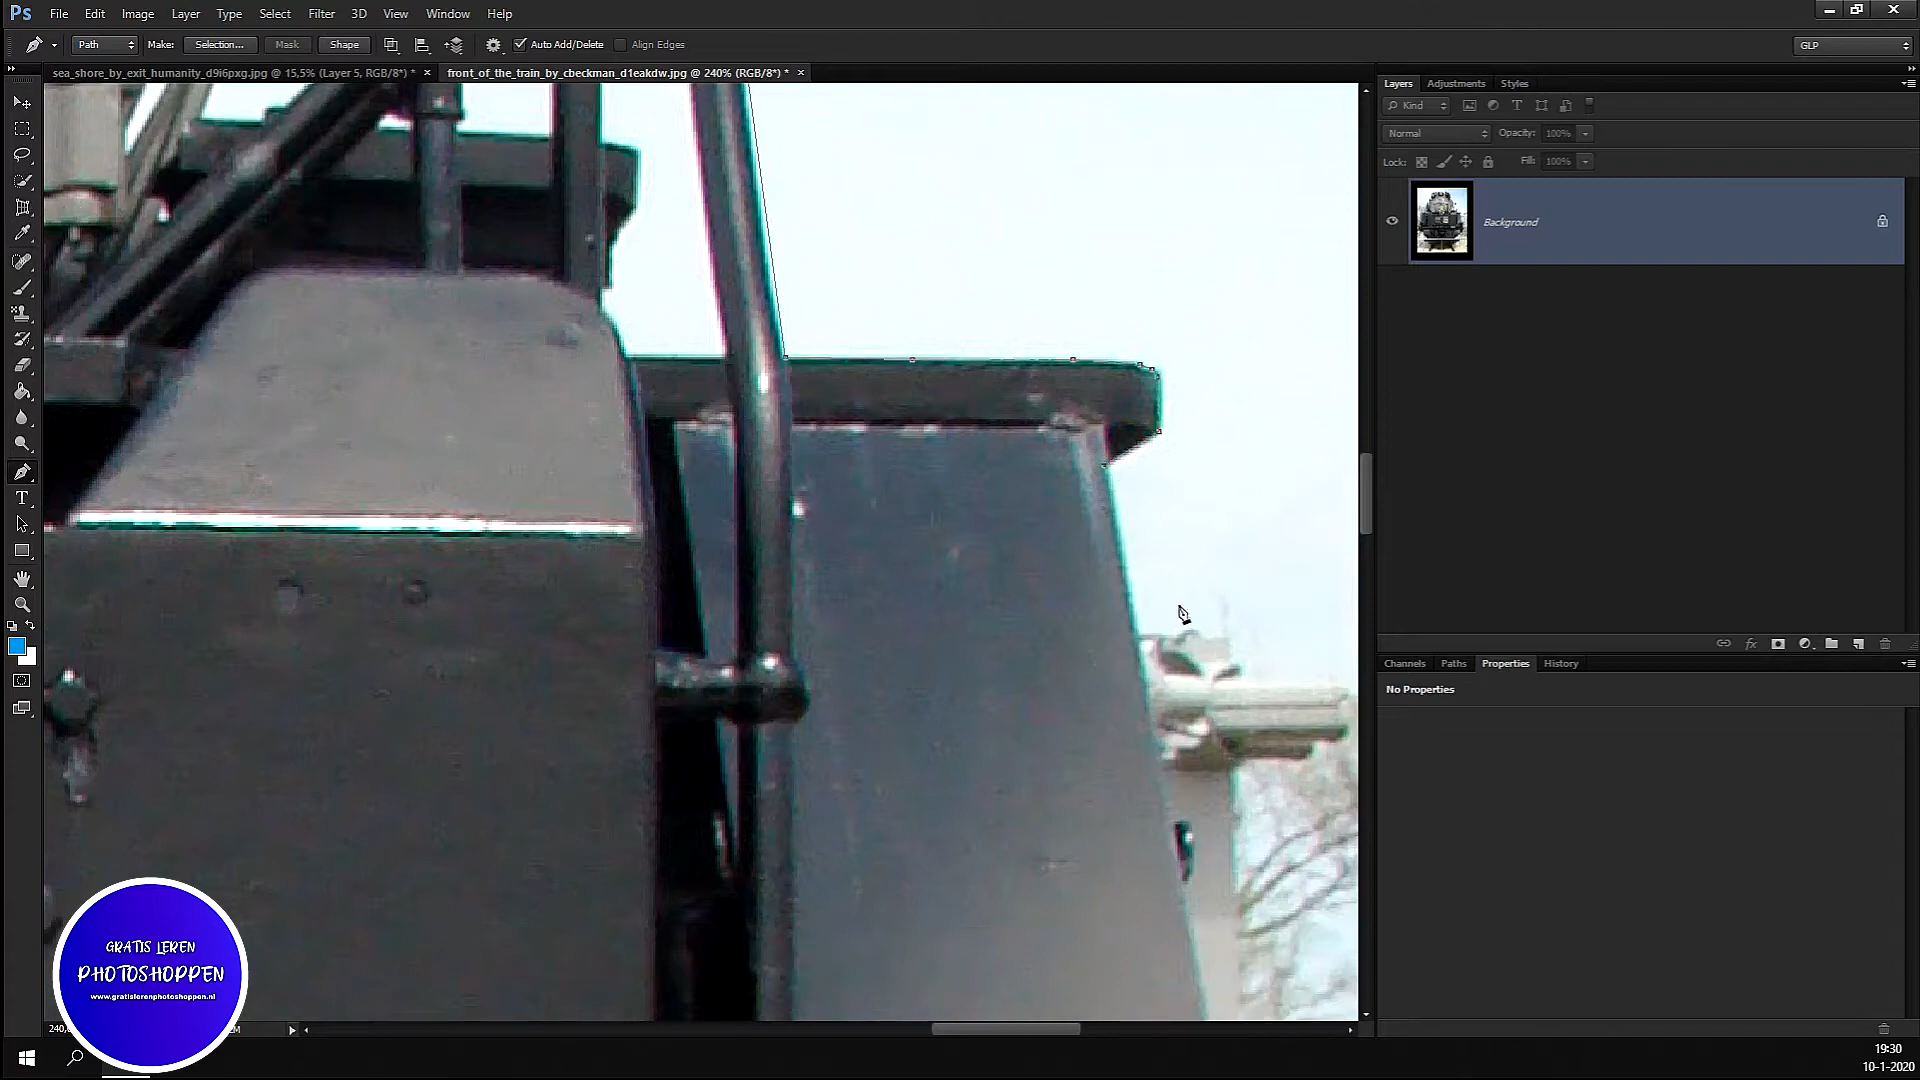 Ps File Edit Image Layer Type Select Filter 3D View Window Help
Path Make: Selection... Mask Shape Auto Add/Delete Align Edges GLP
sea_shore_by_exit_humanity_d9i6pxg.jpg @ 15,5% (Layer 5, RGB/8*) * × front_of_the_train_by_cbeckman_d1eakdw.jpg @ 240% (RGB/8*) * ×
Layers Adjustments Styles
Kind
Normal Opacity: 100%
Lock: Fill: 100%
Background
fx
Channels Paths Properties History
No Properties
GRATIS LEREN
PHOTOSHOPPEN
www.gratislerenphotoshoppen.nl
19:30
10-1-2020